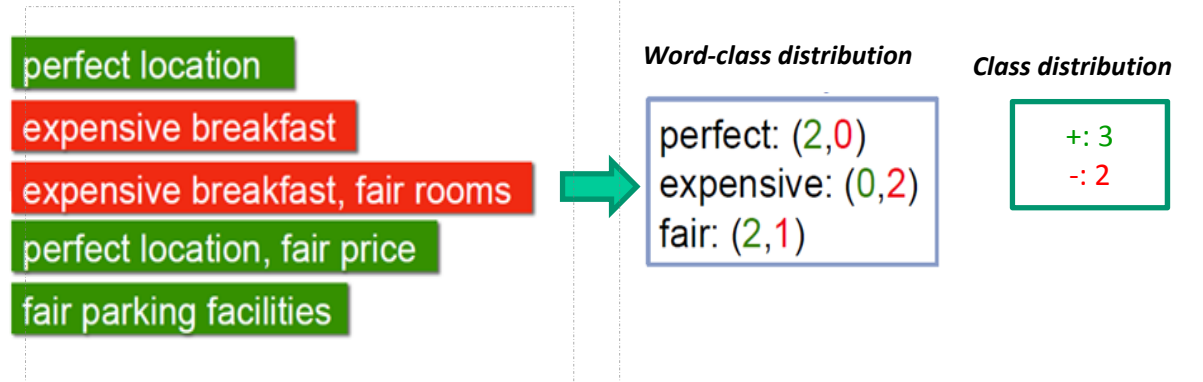 perfect location
expensive breakfast
expensive breakfast, fair rooms
perfect location, fair price
fair parking facilities
Word-class distribution
perfect: (2,0)
expensive: (0,2)
fair: (2,1)
Class distribution
+: 3
-: 2